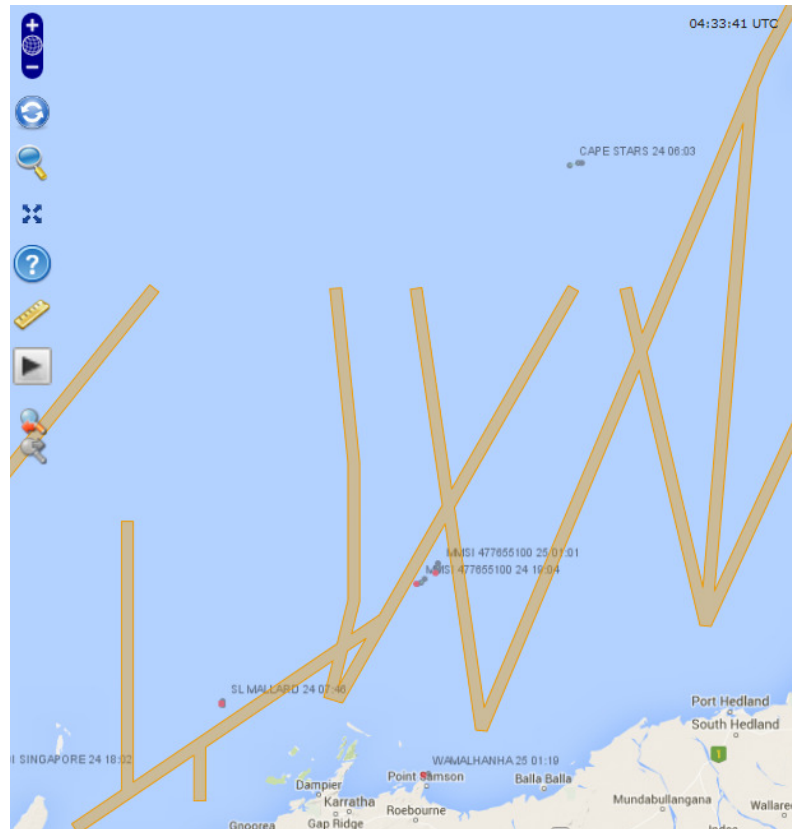 04:33:41 UTC
CAPE STARS 24 06:03
MMSI 477655100 25 01:01
MMSI 477655100 24 19:04
SL MALLARD 24 07:46
Port Hedland
South Hedland
1
I SINGAPORE 24 18:02
WAMALHANHA 25 01:19
Point Samson
Balla Balla
Dampier
Karratha
Roebourne
Mundabullangana
Wallare
Gnoorea
Gap Ridge